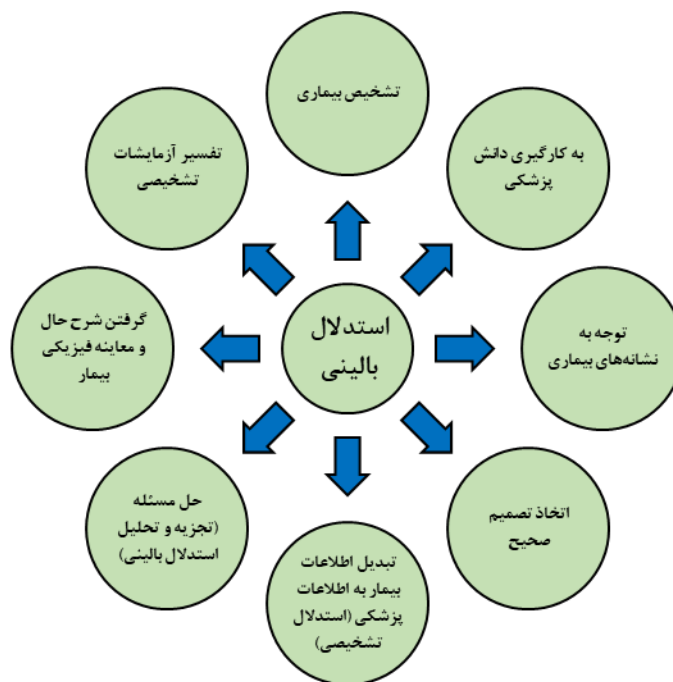 تشخیص بیماری
به کارگیری دانش
پزشکی
توجه به
نشانه‌های بیماری
اتخاذ تصمیم
صحیح
تبدیل اطلاعات
بیمار به اطلاعات
پزشکی (استدلال
تشخیصی)
حل مسئله
(تجزیه و تحلیل
استدلال بالینی)
گرفتن شرح حال
و معاینه فیزیکی
بیمار
تفسیر آزمایشات
تشخیصی
استدلال
بالینی